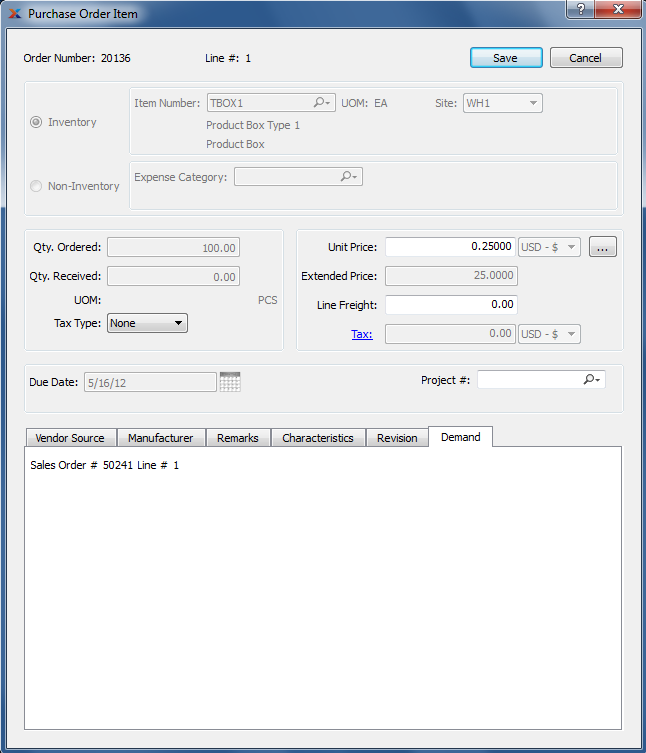 Purchase Order Item
?
Order Number: 20136 Line #: 1 Save Cancel
Inventory
Item Number: TBOX1 UOM: EA Site: WH1
Product Box Type 1
Product Box
Non-Inventory
Expense Category:
Qty. Ordered: 100.00
Qty. Received: 0.00
UOM: PCS
Tax Type: None
Unit Price: 0.25000 USD - $ ...
Extended Price: 25.0000
Line Freight: 0.00
Tax: 0.00 USD - $
Due Date: 5/16/12 Project #:
Vendor Source Manufacturer Remarks Characteristics Revision Demand
Sales Order # 50241 Line # 1